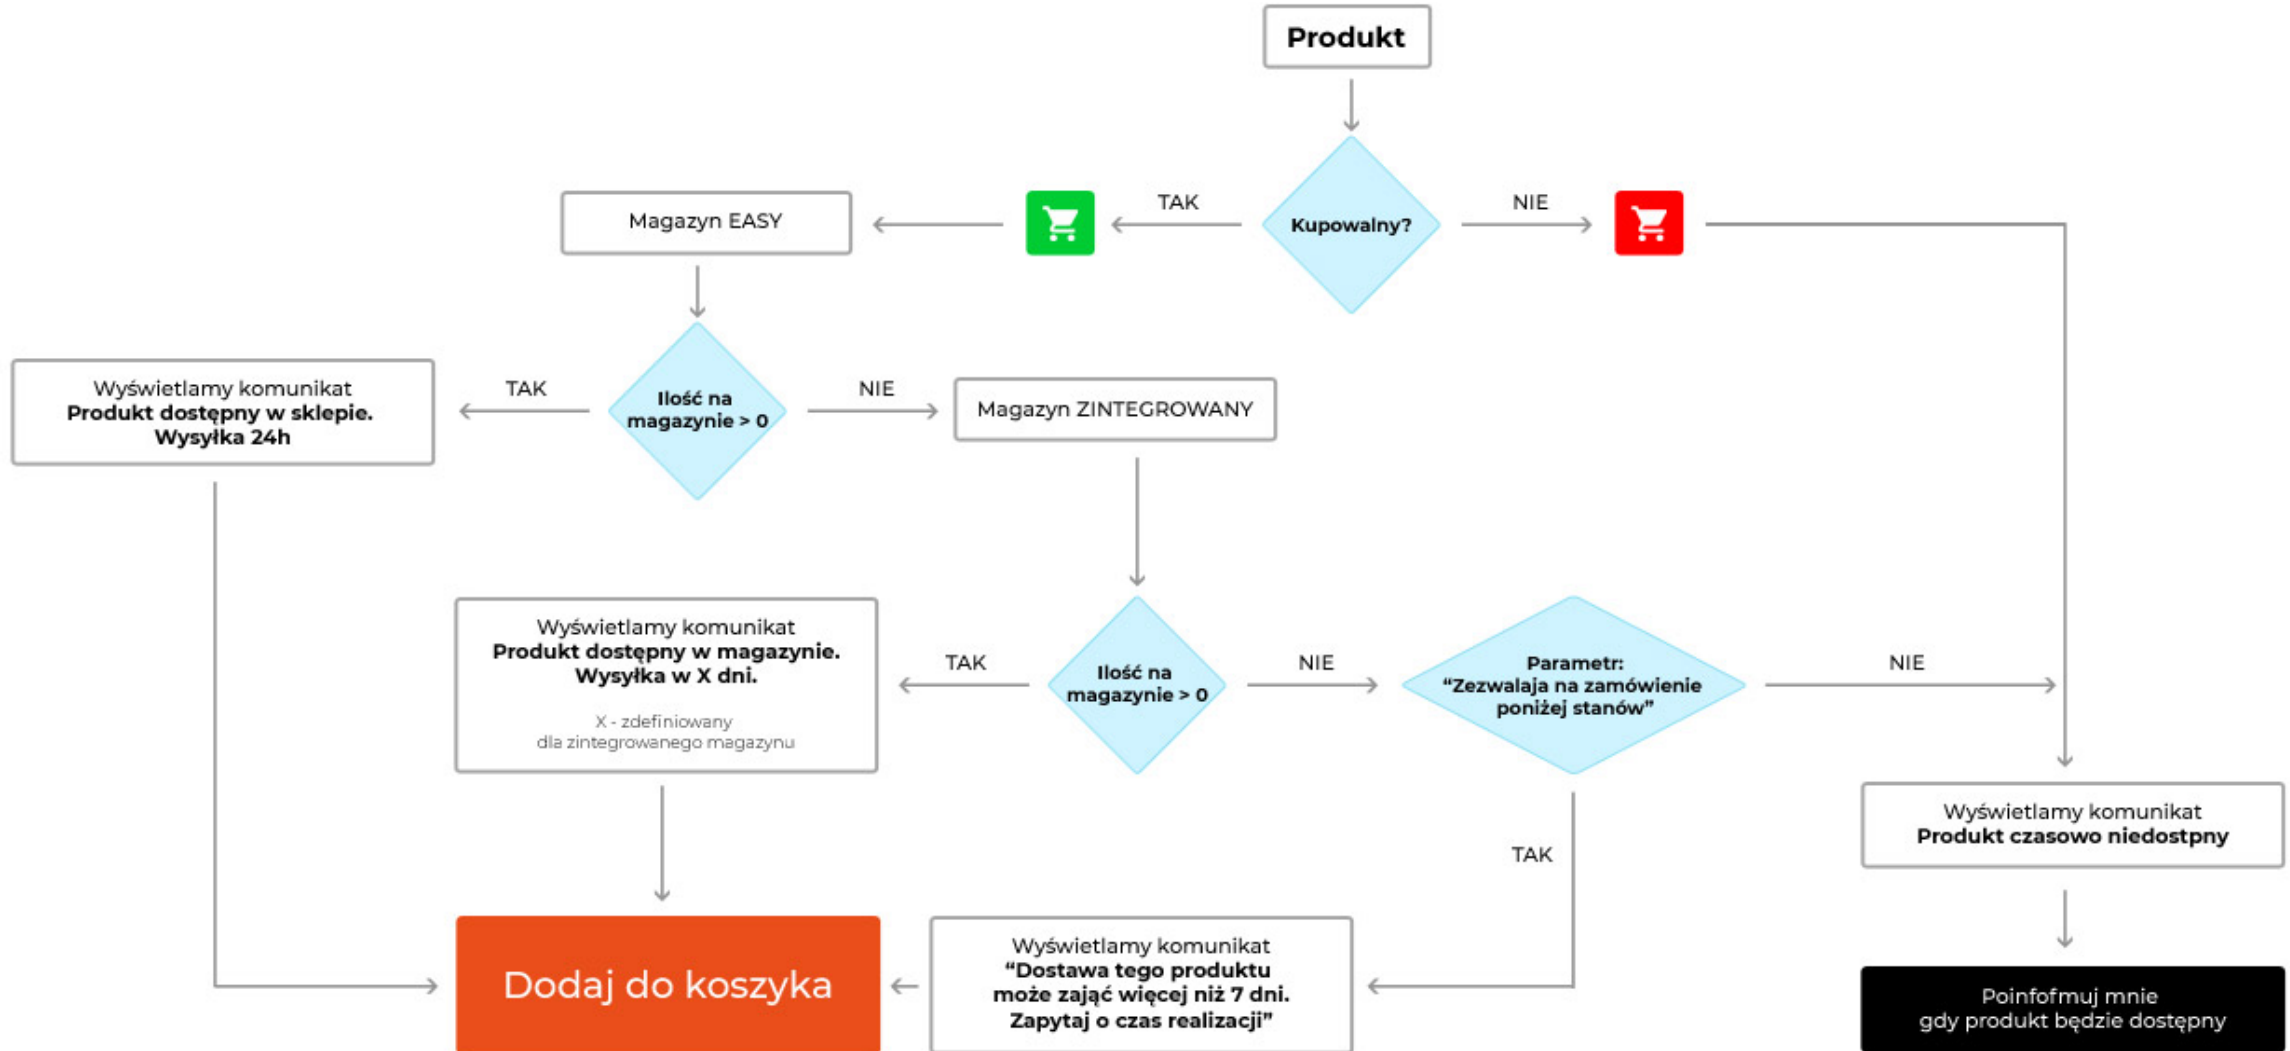 Produkt
Kupowalny?
TAK
NIE
Magazyn EASY
Ilość na
magazynie > 0
TAK
NIE
Wyświetlamy komunikat
Produkt dostępny w sklepie.
Wysyłka 24h
Magazyn ZINTEGROWANY
Ilość na
magazynie > 0
TAK
NIE
Wyświetlamy komunikat
Produkt dostępny w magazynie.
Wysyłka w X dni.
X - zdefiniowany
dla zintegrowanego magazynu
Parametr:
“Zezwalaja na zamówienie
poniżej stanów”
NIE
TAK
Wyświetlamy komunikat
Produkt czasowo niedostpny
Dodaj do koszyka
Wyświetlamy komunikat
“Dostawa tego produktu
może zająć więcej niż 7 dni.
Zapytaj o czas realizacji”
Poinfofmuj mnie
gdy produkt będzie dostępny